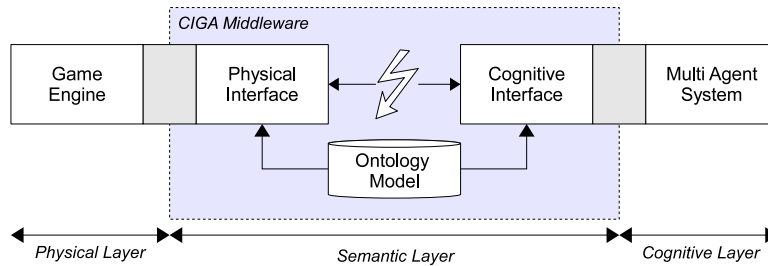 CIGA Middleware
Game
Engine
Physical
Interface
Cognitive
Interface
Multi Agent
System
Ontology
Model
Physical Layer
Semantic Layer
Cognitive Layer